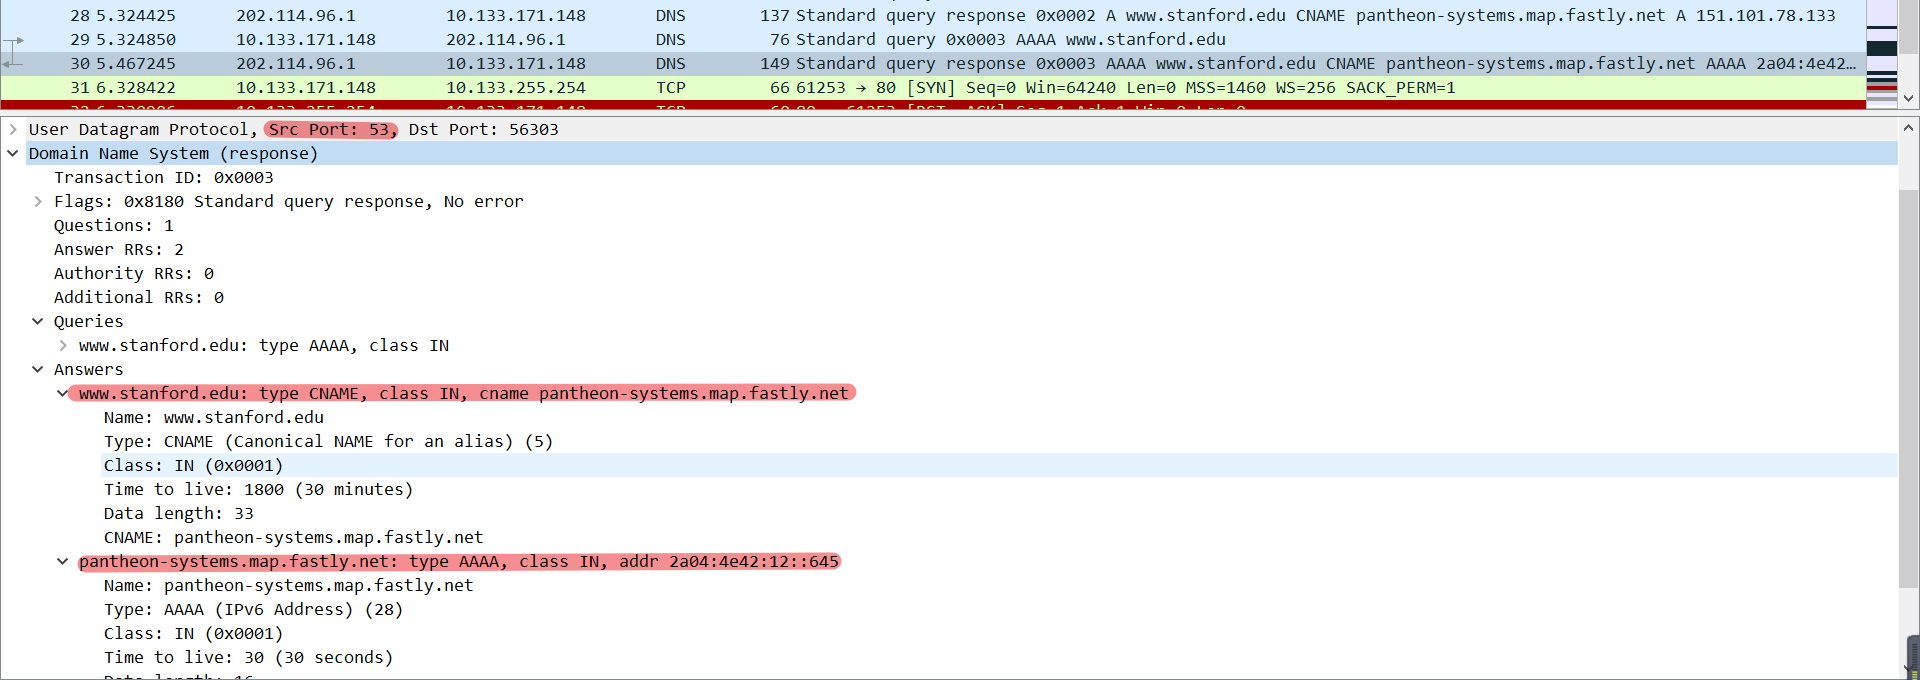 28 5.324425 202.114.96.1 10.133.171.148 DNS 137 Standard query response 0x0002 A www.stanford.edu CNAME pantheon-systems.map.fastly.net A 151.101.78.133
29 5.324850 10.133.171.148 202.114.96.1 DNS 76 Standard query 0x0003 AAAA www.stanford.edu
30 5.467245 202.114.96.1 10.133.171.148 DNS 149 Standard query response 0x0003 AAAA www.stanford.edu CNAME pantheon-systems.map.fastly.net AAAA 2a04:4e42…
31 6.328422 10.133.171.148 10.133.255.254 TCP 66 61253 → 80 [SYN] Seq=0 Win=64240 Len=0 MSS=1460 WS=256 SACK_PERM=1
User Datagram Protocol, Src Port: 53, Dst Port: 56303
Domain Name System (response)
Transaction ID: 0x0003
Flags: 0x8180 Standard query response, No error
Questions: 1
Answer RRs: 2
Authority RRs: 0
Additional RRs: 0
Queries
www.stanford.edu: type AAAA, class IN
Answers
www.stanford.edu: type CNAME, class IN, cname pantheon-systems.map.fastly.net
Name: www.stanford.edu
Type: CNAME (Canonical NAME for an alias) (5)
Class: IN (0x0001)
Time to live: 1800 (30 minutes)
Data length: 33
CNAME: pantheon-systems.map.fastly.net
pantheon-systems.map.fastly.net: type AAAA, class IN, addr 2a04:4e42:12::645
Name: pantheon-systems.map.fastly.net
Type: AAAA (IPv6 Address) (28)
Class: IN (0x0001)
Time to live: 30 (30 seconds)